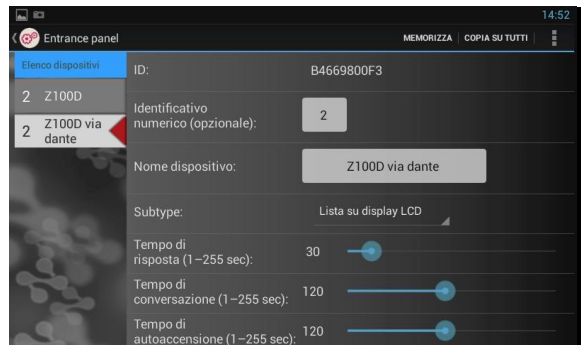 14:52
Entrance panel
MEMORIZZA
COPIA SU TUTTI
Elenco dispositivi
2 Z100D
2 Z100D via
dante
ID: B4669800F3
Identificativo
numerico (opzionale): 2
Nome dispositivo: Z100D via dante
Subtype: Lista su display LCD
Tempo di
risposta (1–255 sec): 30
Tempo di
conversazione (1–255 sec): 120
Tempo di
autoaccensione (1–255 sec): 120